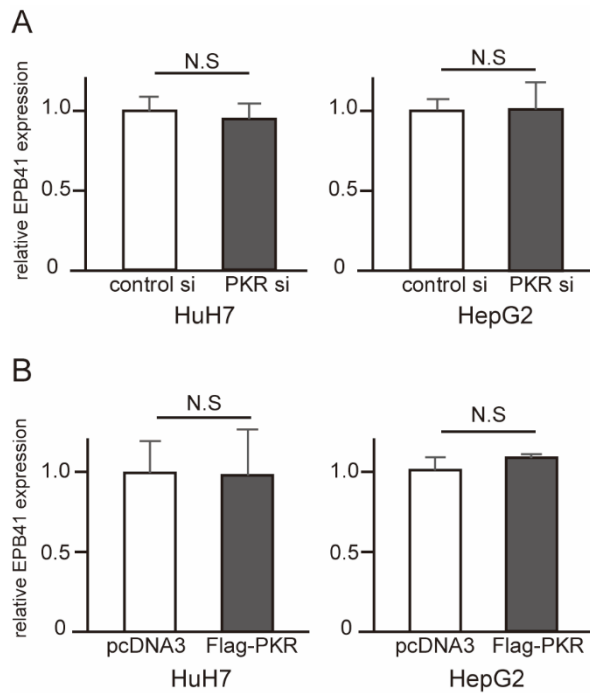 A
N.S
N.S
relative EPB41 expression
1.0
0.5
0
1.0
0.5
0
control si PKR si
control si PKR si
HuH7
HepG2
B
N.S
N.S
relative EPB41 expression
1.0
0.5
0
1.0
0.5
0
pcDNA3 Flag-PKR
pcDNA3 Flag-PKR
HuH7
HepG2